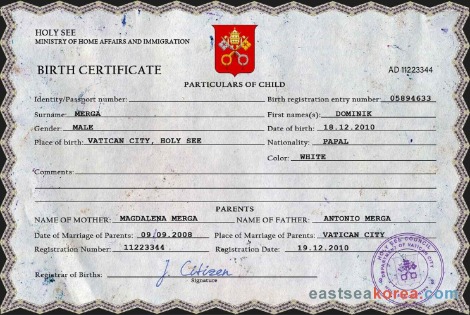 HOLY SEE
MINISTRY OF HOME AFFAIRS AND IMMIGRATION
BIRTH CERTIFICATE
AD 11223344
PARTICULARS OF CHILD
Identity/Passport number: Birth registration entry number: 05894633
Surname: MERGA First names(s): DOMINIK
Gender: MALE Date of birth: 18.12.2010
Place of birth: VATICAN CITY, HOLY SEE Nationality: PAPAL
Color: WHITE
Comments:
PARENTS
NAME OF MOTHER: MAGDALENA MERGA NAME OF FATHER: ANTONIO MERGA
Date of Marriage of Parents: 09/09.2008 Place of Marriage of Parents: VATICAN CITY
Registration Number: 11223344 Registration Date: 19.12.2010
Registrar of Births: J. Citizen
Signature
HOLY SEE COUNCIL
eastseakorea.com